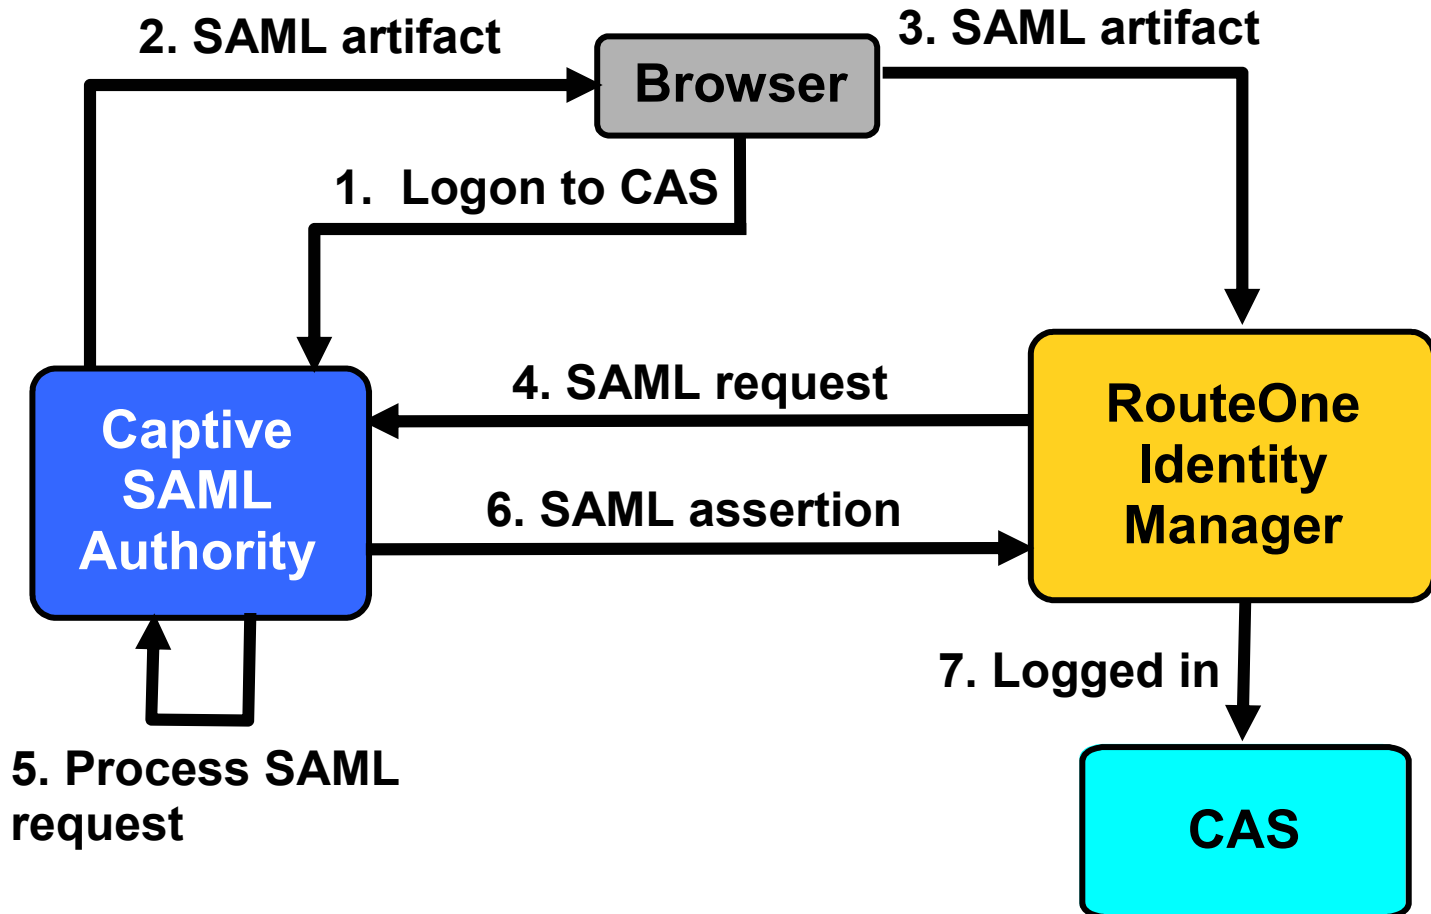 2. SAML artifact
3. SAML artifact
Browser
1. Logon to CAS
4. SAML request
Captive
SAML
Authority
RouteOne
Identity
Manager
6. SAML assertion
7. Logged in
5. Process SAML
request
CAS